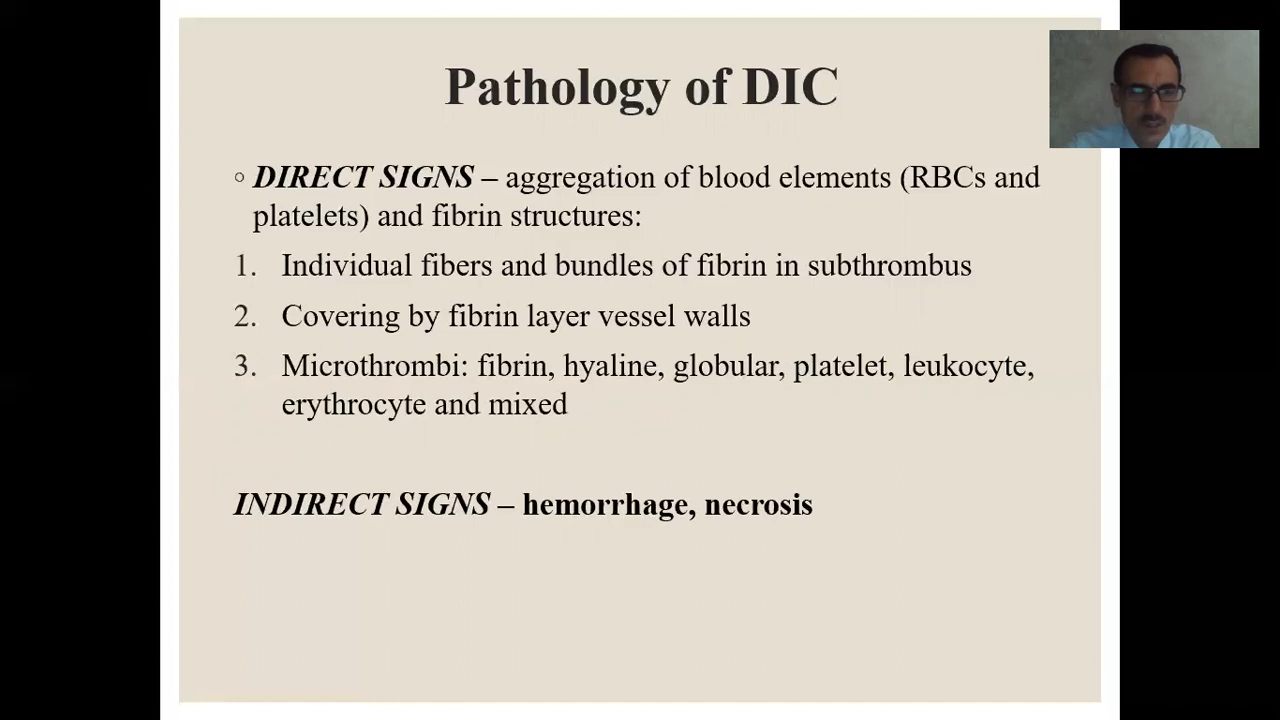 Pathology of DIC
◦ DIRECT SIGNS – aggregation of blood elements (RBCs and
platelets) and fibrin structures:
1. Individual fibers and bundles of fibrin in subthrombus
2. Covering by fibrin layer vessel walls
3. Microthrombi: fibrin, hyaline, globular, platelet, leukocyte,
erythrocyte and mixed
INDIRECT SIGNS – hemorrhage, necrosis